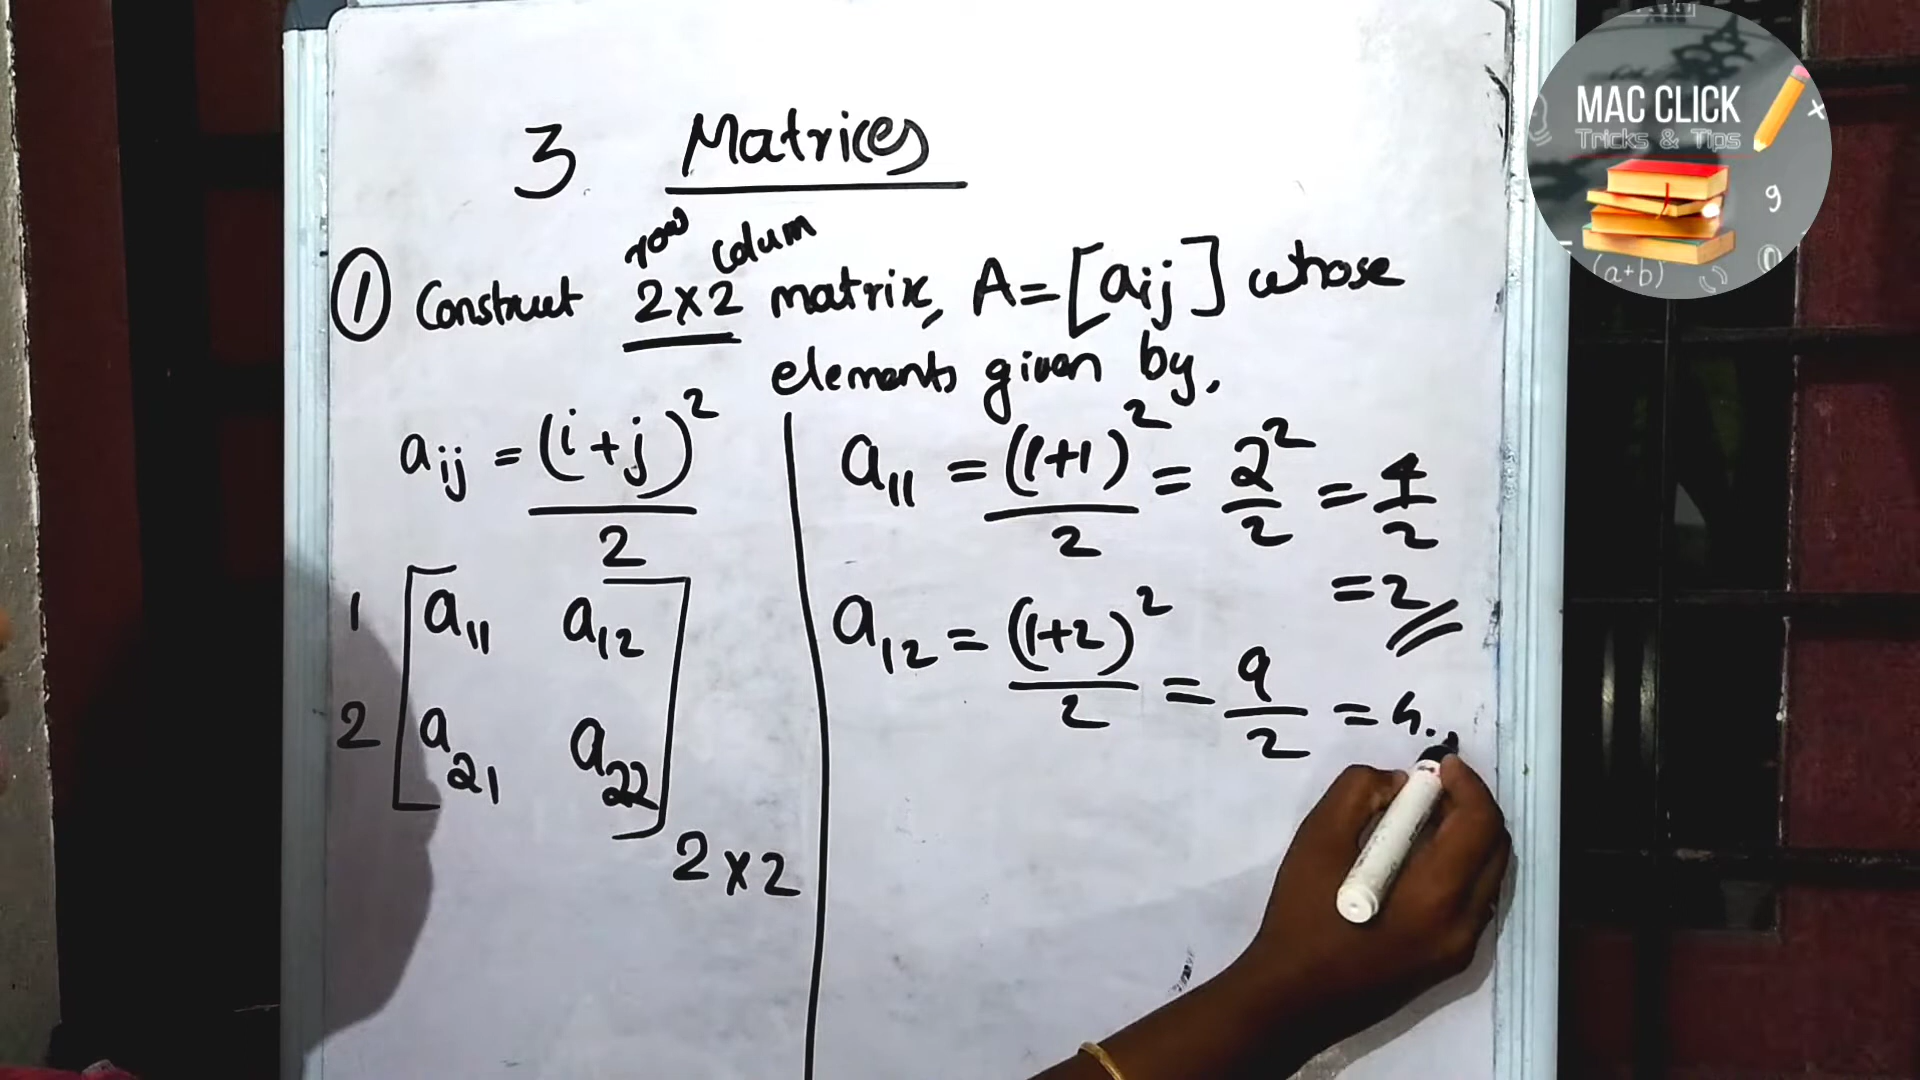 3. Matrices
row colum
① Construct 2×2 matrix, A=[aij] whose
elements given by,
aij = (i+j)²/2
1 [a11 a12
2 a21 a22] 2×2
a11 = (1+1)²/2 = 2²/2 = 4/2
=2
a12 = (1+2)²/2 = 9/2 = 4.
MAC CLICK
Tricks & Tips
x
9
(a+b)